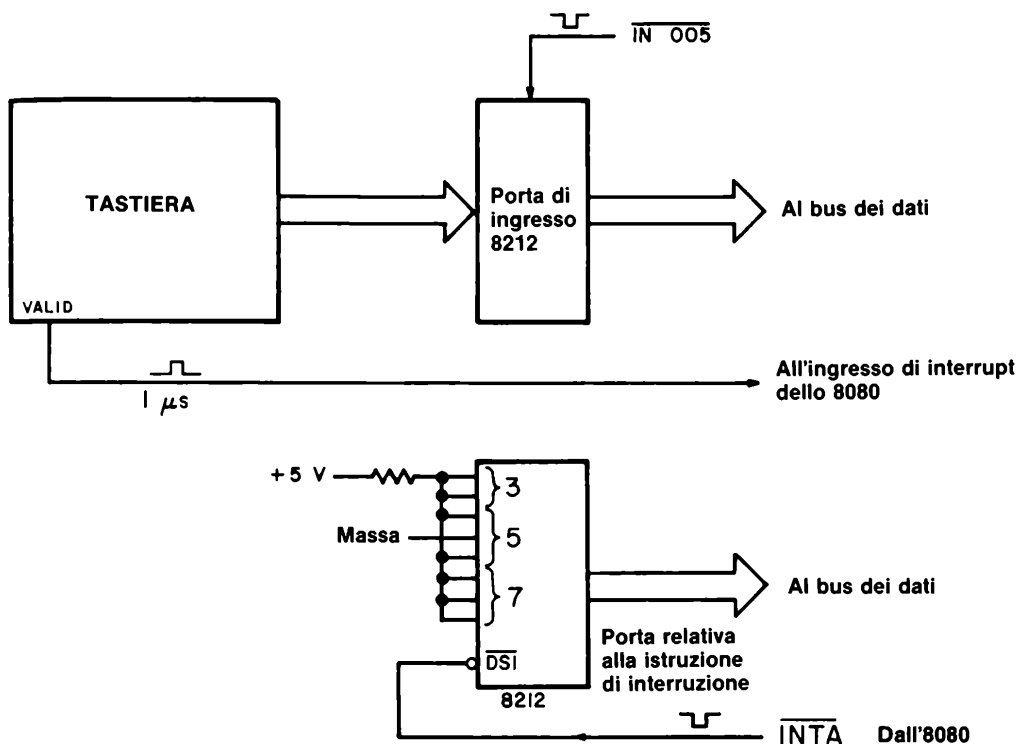 IN 005
TASTIERA
VALID
Porta di
ingresso
8212
Al bus dei dati
1 μs
All'ingresso di interrupt
dello 8080
+5 V
3
Massa
5
7
Al bus dei dati
DS1
Porta relativa
alla istruzione
di interruzione
8212
INTA
Dall'8080